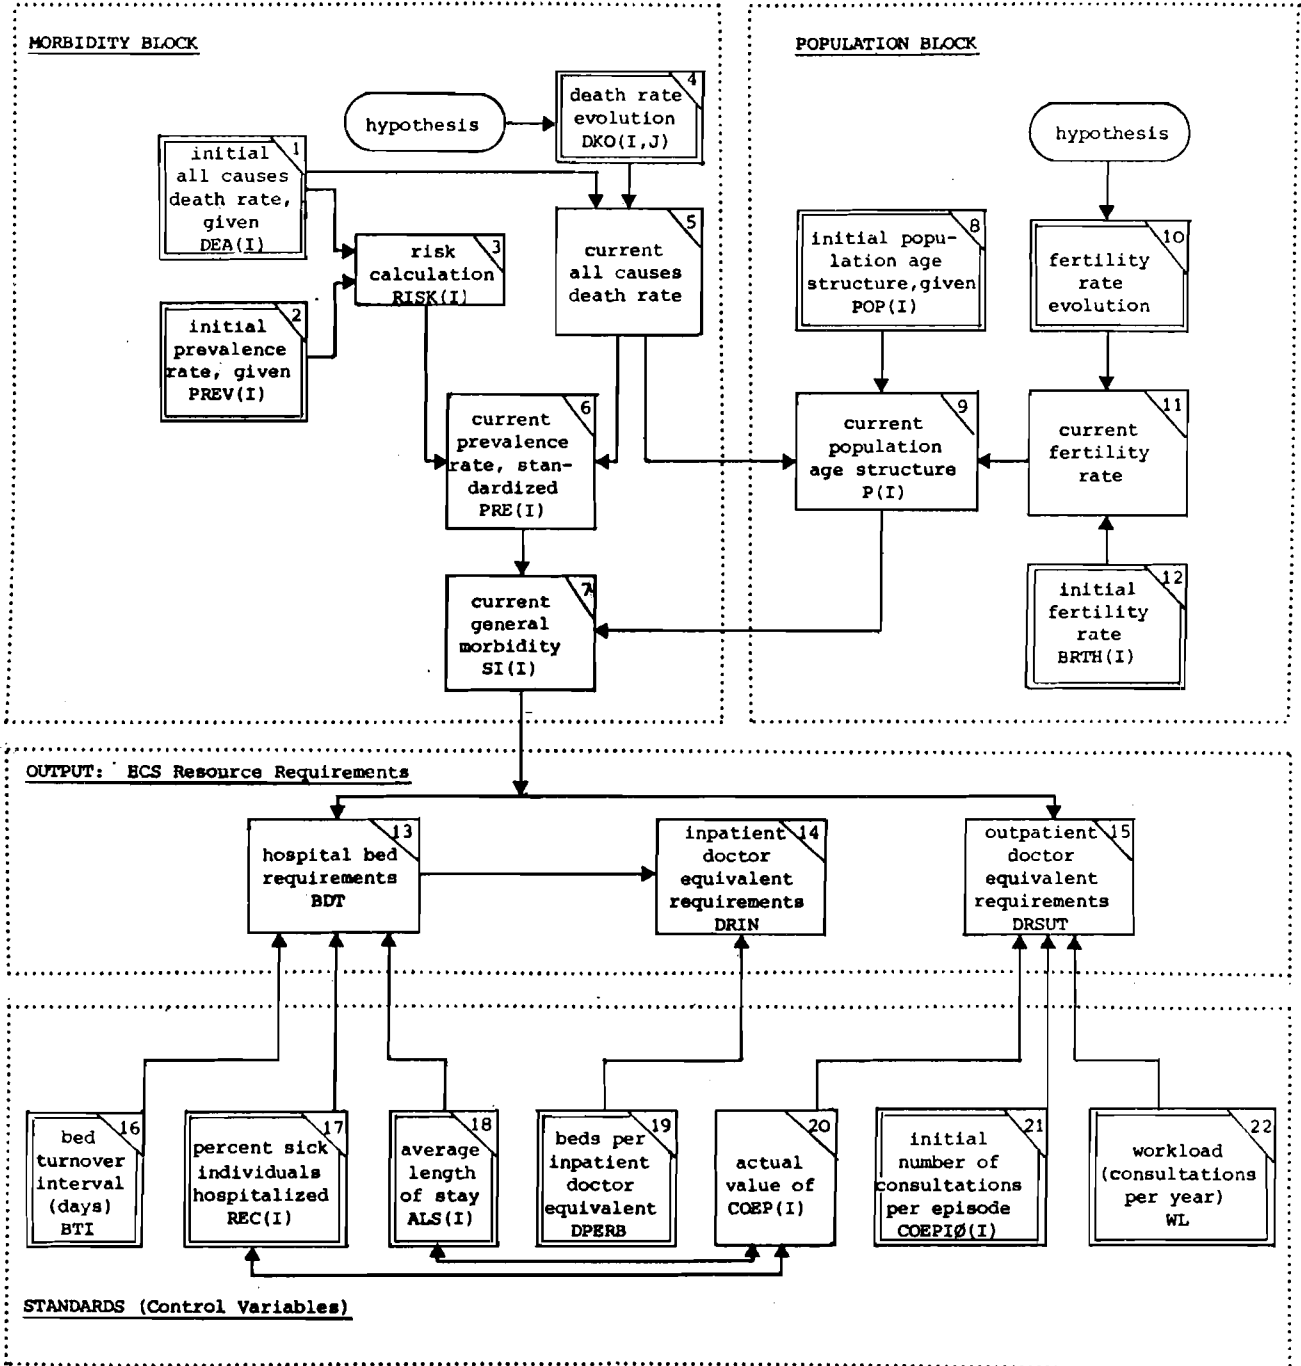 MORBIDITY BLOCK
POPULATION BLOCK
hypothesis
4
death rate
evolution
DKO(I,J)
hypothesis
1
initial
all causes
death rate,
given
DEA(I)
3
risk
calculation
RISK(I)
5
current
all causes
death rate
8
initial popu-
lation age
structure,given
POP(I)
10
fertility
rate
evolution
2
initial
prevalence
rate, given
PREV(I)
6
current
prevalence
rate, stan-
dardized
PRE(I)
9
current
population
age structure
P(I)
11
current
fertility
rate
7
current
general
morbidity
SI(I)
12
initial
fertility
rate
BRTH(I)
OUTPUT: HCS Resource Requirements
13
hospital bed
requirements
BDT
inpatient 14
doctor
equivalent
requirements
DRIN
outpatient 15
doctor
equivalent
requirements
DRSUT
16
bed
turnover
interval
(days)
BTI
17
percent sick
individuals
hospitalized
REC(I)
18
average
length
of stay
ALS(I)
19
beds per
inpatient
doctor
equivalent
DPERB
20
actual
value of
COEP(I)
21
initial
number of
consultations
per episode
COEPIØ(I)
22
workload
(consultations
per year)
WL
STANDARDS (Control Variables)